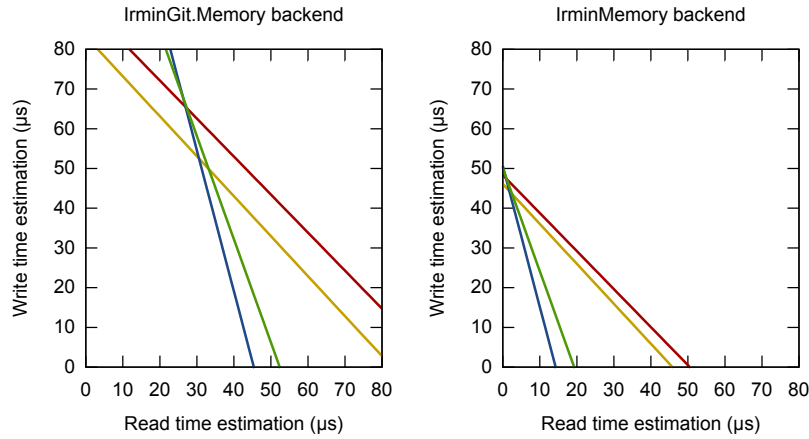 IrminGit.Memory backend
80
70
60
50
40
30
20
10
0
0 10 20 30 40 50 60 70 80
Write time estimation (µs)
Read time estimation (µs)
IrminMemory backend
80
70
60
50
40
30
20
10
0
0 10 20 30 40 50 60 70 80
Write time estimation (µs)
Read time estimation (µs)